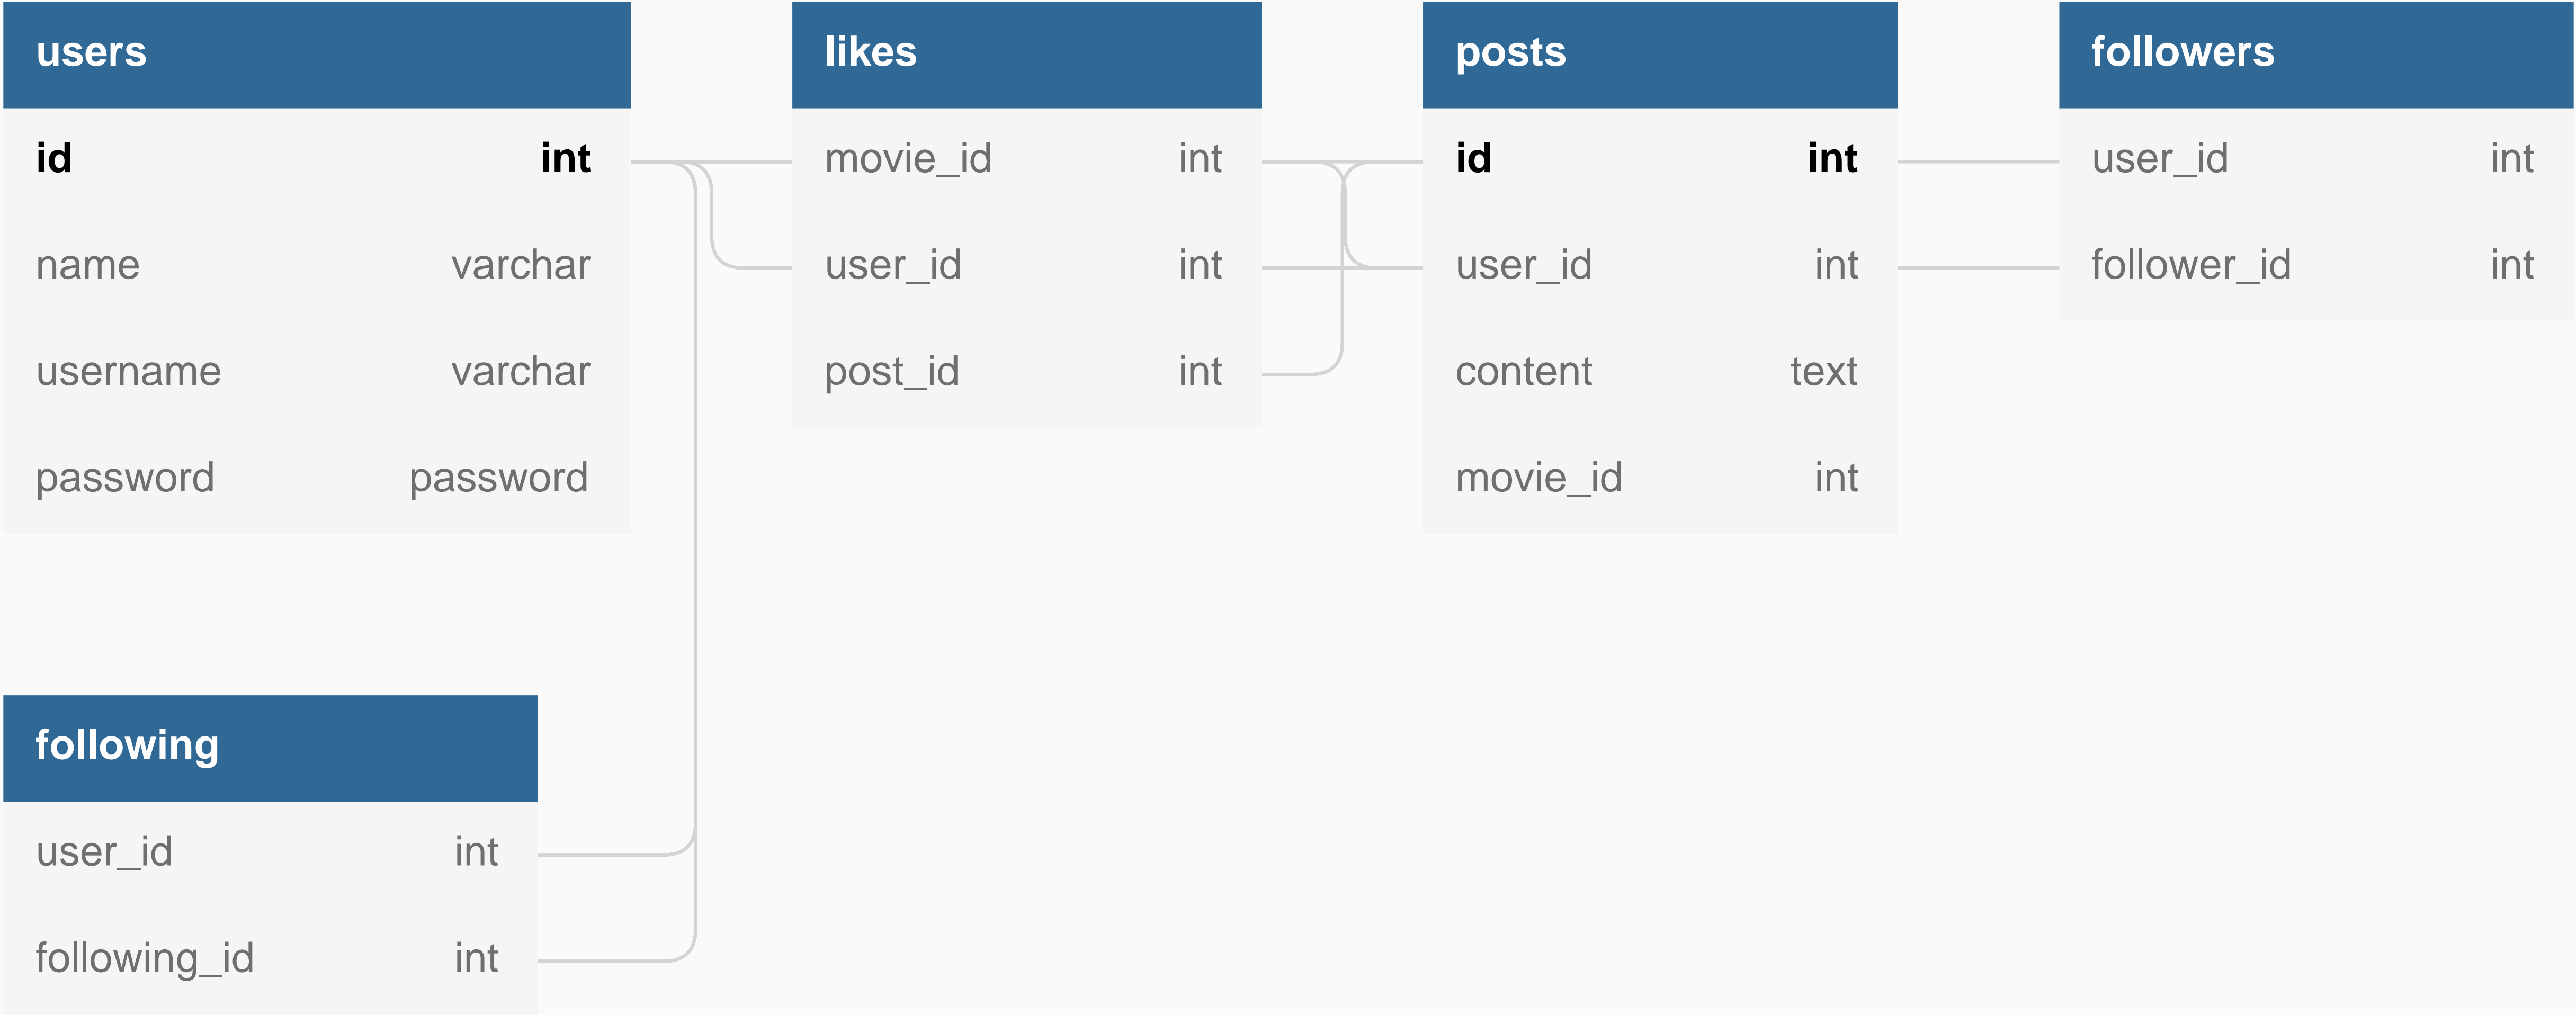 users
id int
name varchar
username varchar
password password
likes
movie_id int
user_id int
post_id int
posts
id int
user_id int
content text
movie_id int
followers
user_id int
follower_id int
following
user_id int
following_id int